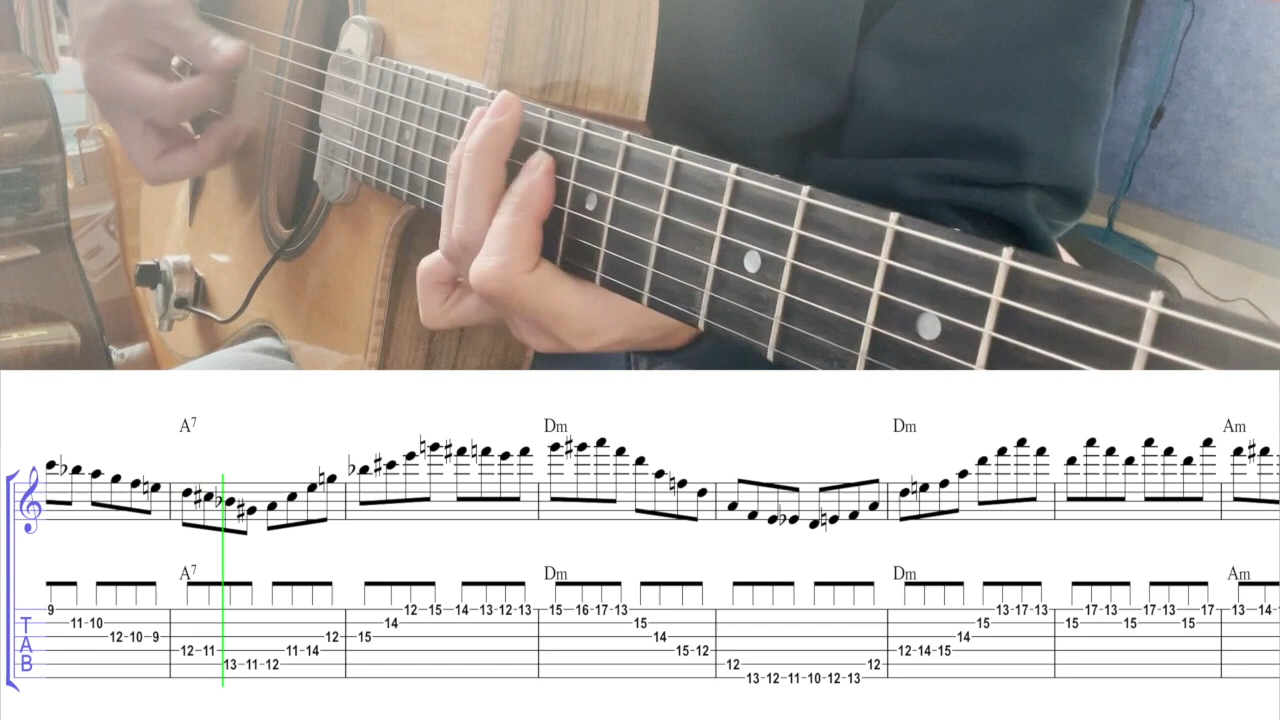 A7 Dm Dm Am
A7 Dm Dm Am
9 12 15 14 13 12 13 15 16 17 13 13 17 13 17 13 17 13 17 13 14
T 11 10 14 15 15 15 15 15
A 12 10 9 12 15 14 14
B 12 11 11 14 15 12 12 14 15
13 11 12 12 12
13 12 11 10 12 13